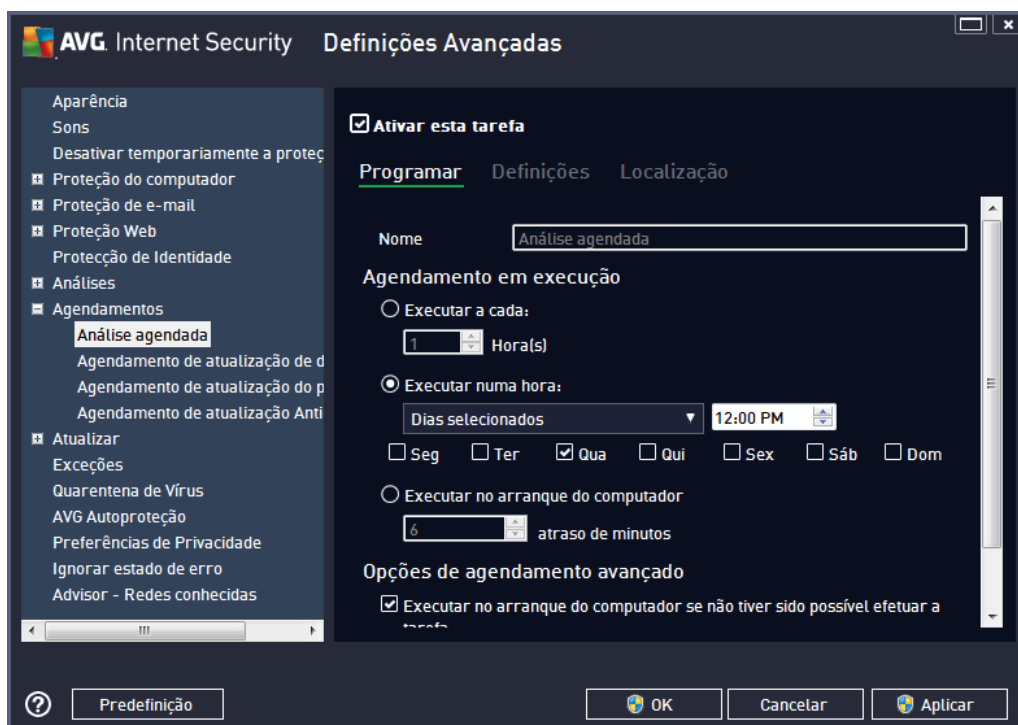 AVG. Internet Security Definições Avançadas
Aparência
Sons
Desativar temporariamente a proteç
Proteção do computador
Proteção de e-mail
Proteção Web
Protecção de Identidade
Análises
Agendamentos
Análise agendada
Agendamento de atualização de d
Agendamento de atualização do p
Agendamento de atualização Anti
Atualizar
Exceções
Quarentena de Vírus
AVG Autoproteção
Preferências de Privacidade
Ignorar estado de erro
Advisor - Redes conhecidas
Ativar esta tarefa
Programar Definições Localização
Nome Análise agendada
Agendamento em execução
Executar a cada:
1 Hora(s)
Executar numa hora:
Dias selecionados 12:00 PM
Seg Ter Qua Qui Sex Sáb Dom
Executar no arranque do computador
6 atraso de minutos
Opções de agendamento avançado
Executar no arranque do computador se não tiver sido possível efetuar a
tarefa
Predefinição OK Cancelar Aplicar